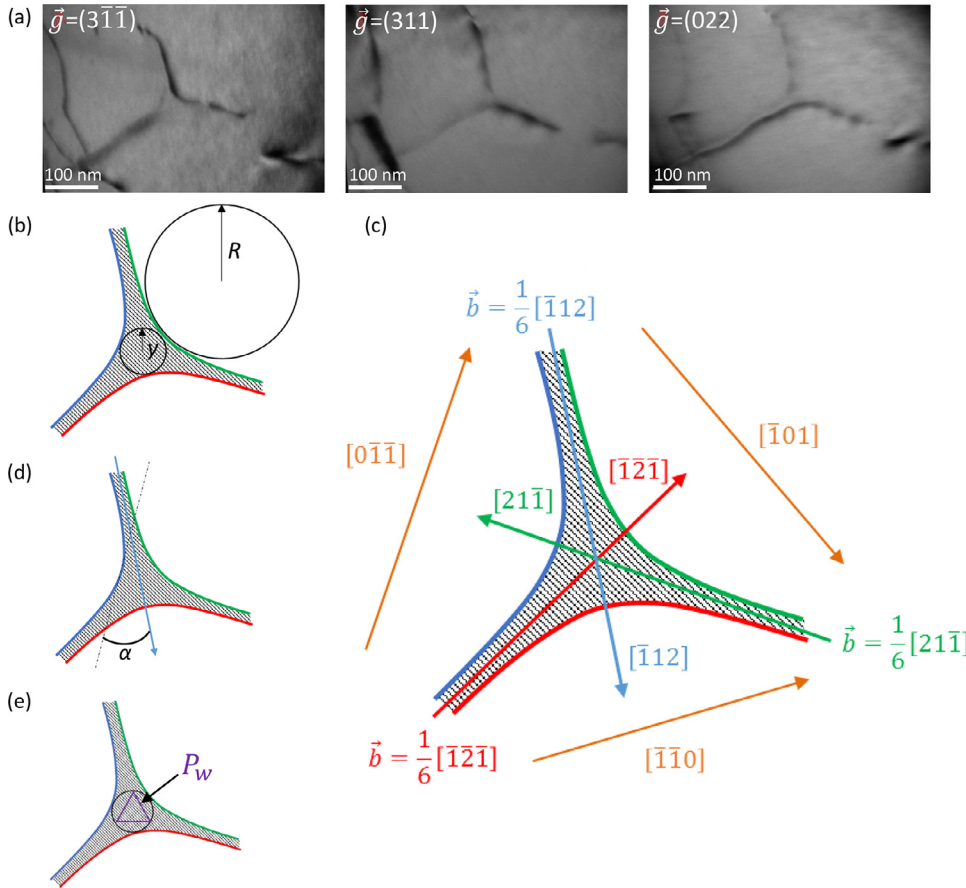 (a)
g⃗=(31̄1̄)
g⃗=(311)
g⃗=(022)
100 nm
100 nm
100 nm
(b)
R
y
(c)
b⃗ = 1/6 [1̄12]
[01̄1̄]
[1̄01]
[1̄2̄1̄]
[211̄]
[1̄12]
b⃗ = 1/6 [211̄]
b⃗ = 1/6 [1̄2̄1̄]
[1̄1̄0]
(d)
α
(e)
P_w